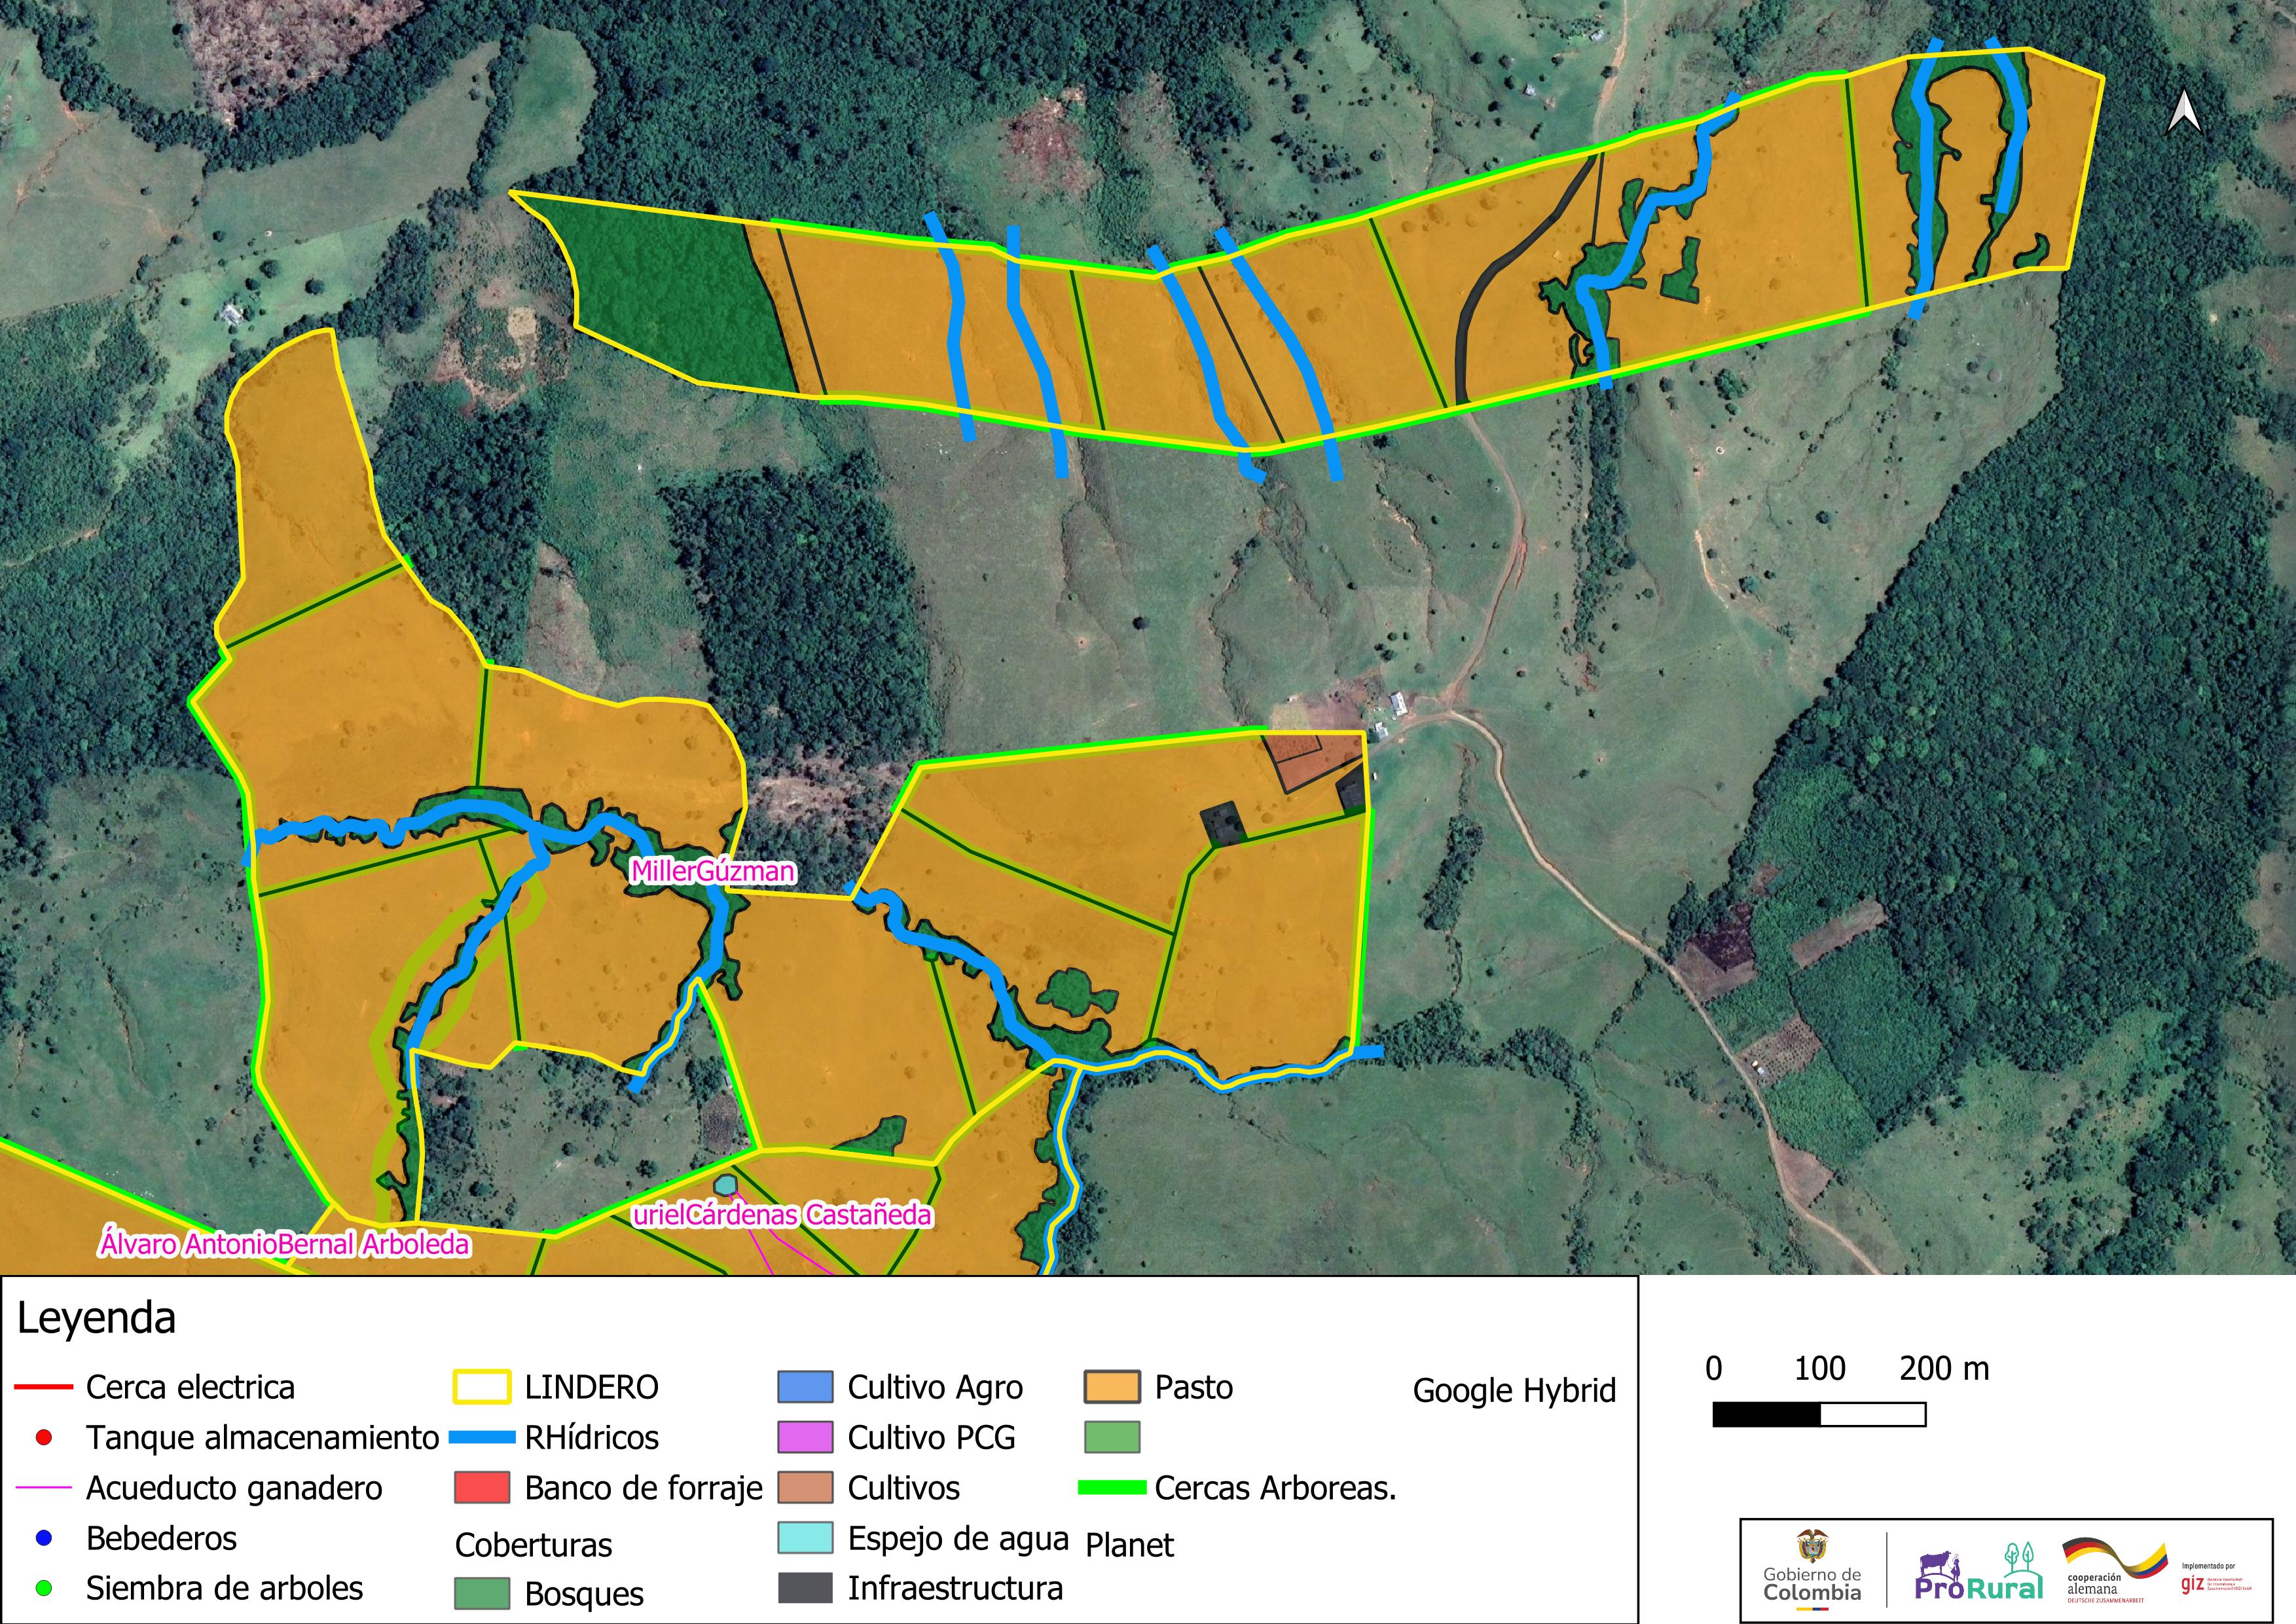 MillerGúzman
urielCárdenas Castañeda
Álvaro AntonioBernal Arboleda
Leyenda
Cerca electrica
Tanque almacenamiento
Acueducto ganadero
Bebederos
Siembra de arboles
LINDERO
RHídricos
Banco de forraje
Coberturas
Bosques
Cultivo Agro
Cultivo PCG
Cultivos
Espejo de agua
Infraestructura
Pasto
Cercas Arboreas.
Planet
Google Hybrid
0 100 200 m
Gobierno de
Colombia
ProRural
cooperación
alemana
DEUTSCHE ZUSAMMENARBEIT
Implementado por
giz